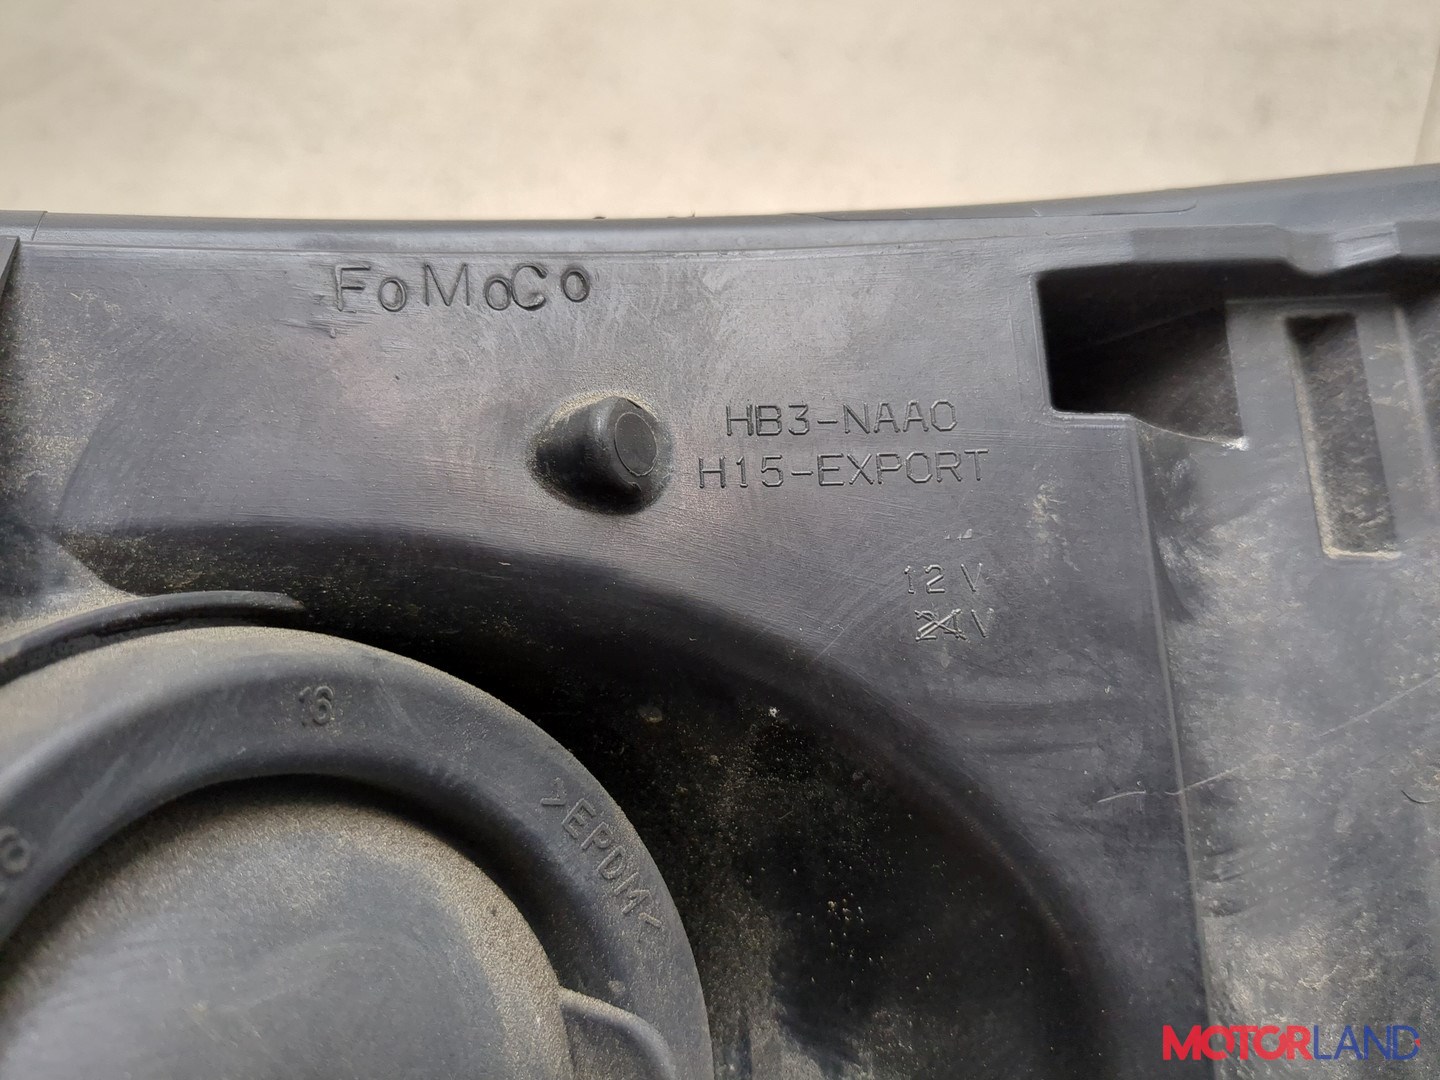 FoMoCo
HB3-NAAO
H15-EXPORT
12V
24V
16
>EPDM<
MOTORLAND